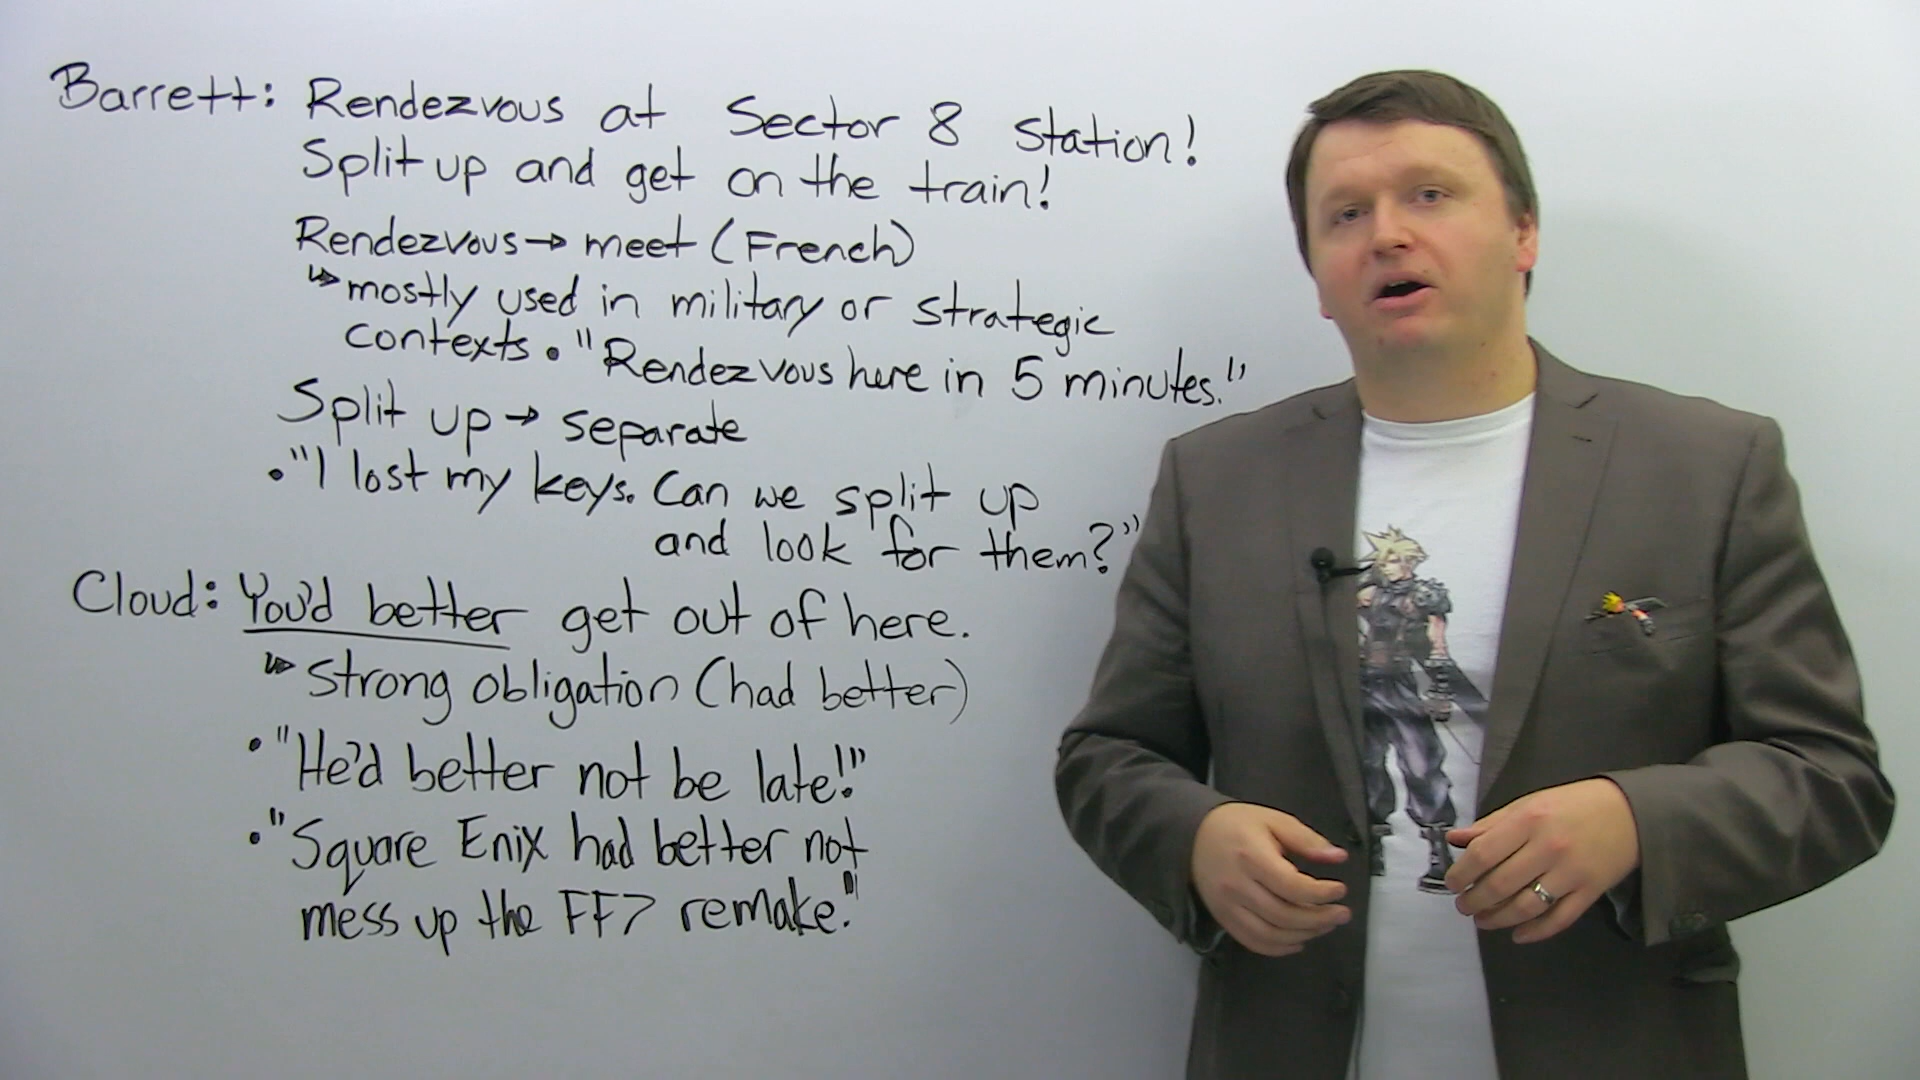 Barrett: Rendezvous at Sector 8 Station!
Split up and get on the train!
Rendezvous → meet (French)
↳ mostly used in military or strategic
contexts. • "Rendezvous here in 5 minutes."
Split up → separate
• "I lost my keys. Can we split up
and look for them?"
Cloud: You'd better get out of here.
↳ Strong obligation (had better)
• "He'd better not be late!"
• "Square Enix had better not
mess up the FF7 remake."